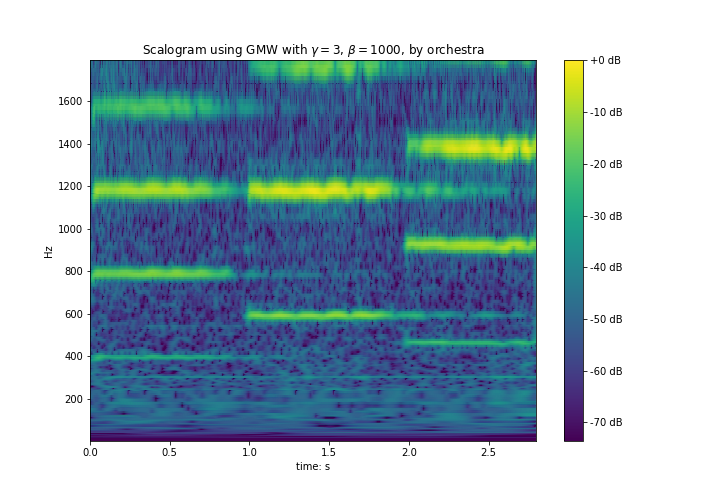 Scalogram using GMW with γ = 3, β = 1000, by orchestra
1600
1400
1200
1000
800
600
400
200
Hz
0.0 0.5 1.0 1.5 2.0 2.5
time: s
+0 dB
-10 dB
-20 dB
-30 dB
-40 dB
-50 dB
-60 dB
-70 dB